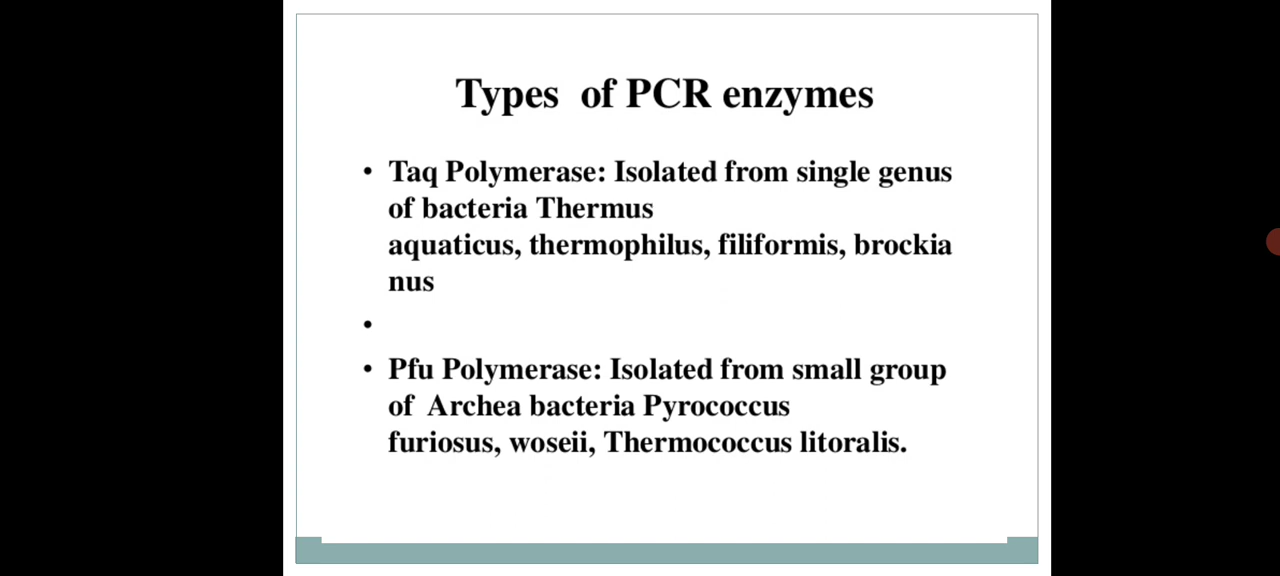 Types of PCR enzymes
• Taq Polymerase: Isolated from single genus
of bacteria Thermus
aquaticus, thermophilus, filiformis, brockia
nus
•
• Pfu Polymerase: Isolated from small group
of Archea bacteria Pyrococcus
furiosus, woseii, Thermococcus litoralis.